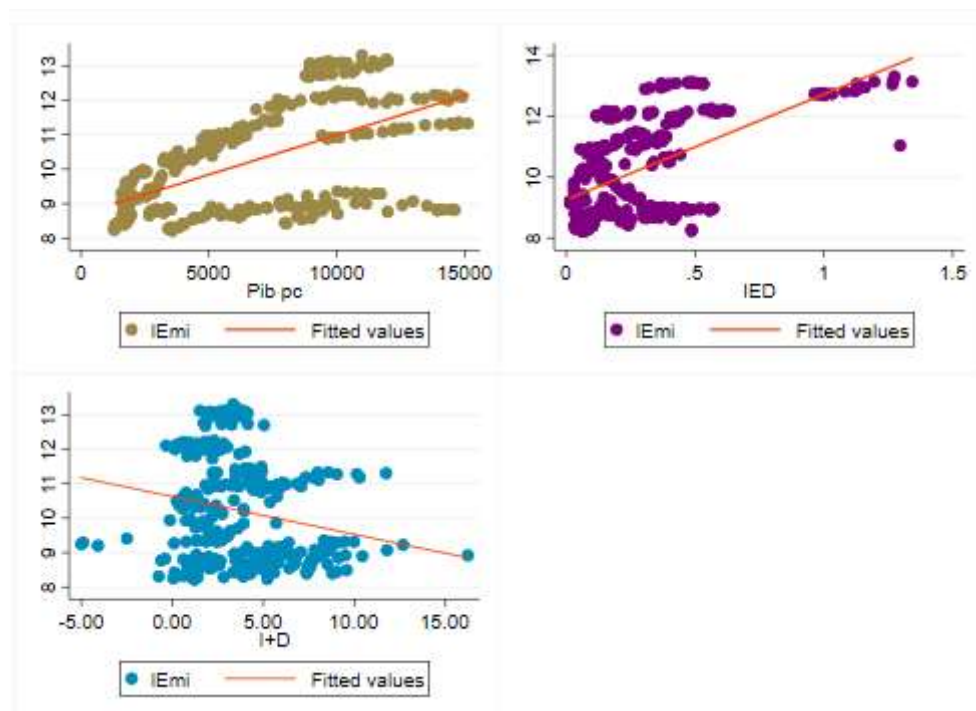 13
12
11
10
9
8
0 5000 10000 15000
Pib pc
lEmi Fitted values
14
12
10
8
0 .5 1 1.5
IED
lEmi Fitted values
13
12
11
10
9
8
-5.00 0.00 5.00 10.00 15.00
I+D
lEmi Fitted values